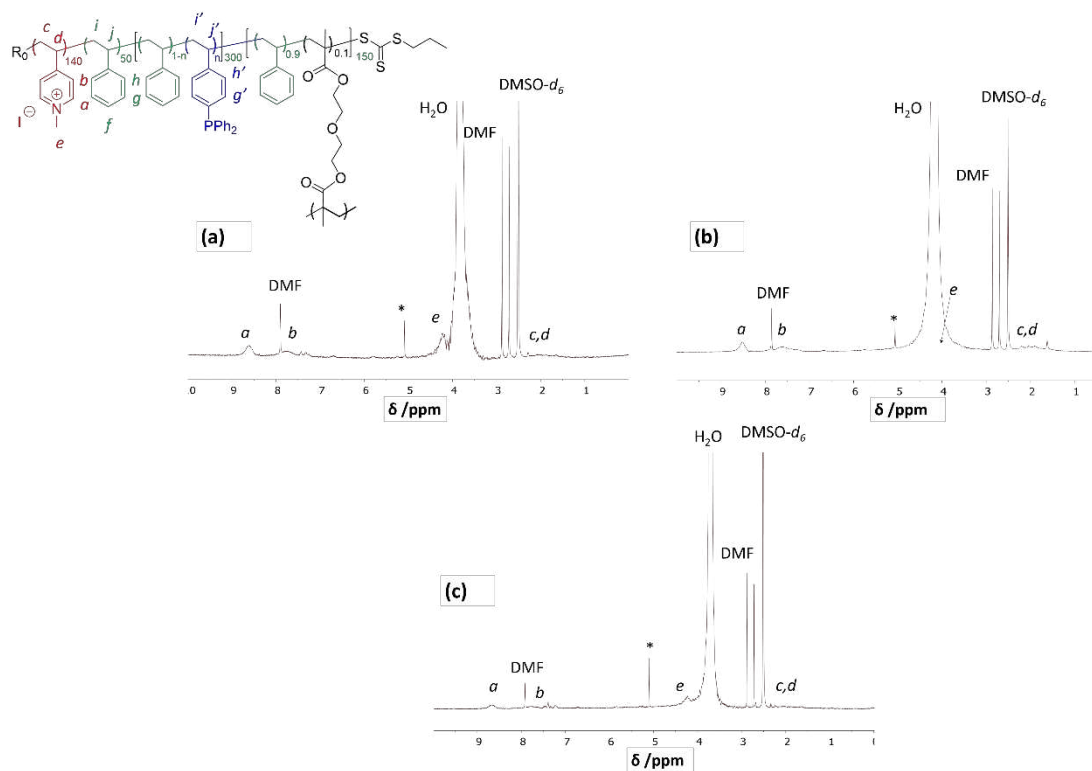 c d i j i' j'
R₀ 140 50 1-n n 300 0.9 0.1 150 S S S
b h h'
a g g'
N + I⁻
f
e
PPh₂
O O
O
O O
(a)
H₂O DMSO-d₆
DMF
DMF
a b * e c,d
10 9 8 7 6 5 4 3 2 1
δ /ppm
(b)
H₂O DMSO-d₆
DMF
DMF
a b * e c,d
9 8 7 6 5 4 3 2 1
δ /ppm
(c)
H₂O DMSO-d₆
DMF
DMF
a b * e c,d
9 8 7 6 5 4 3 2 1 0
δ /ppm